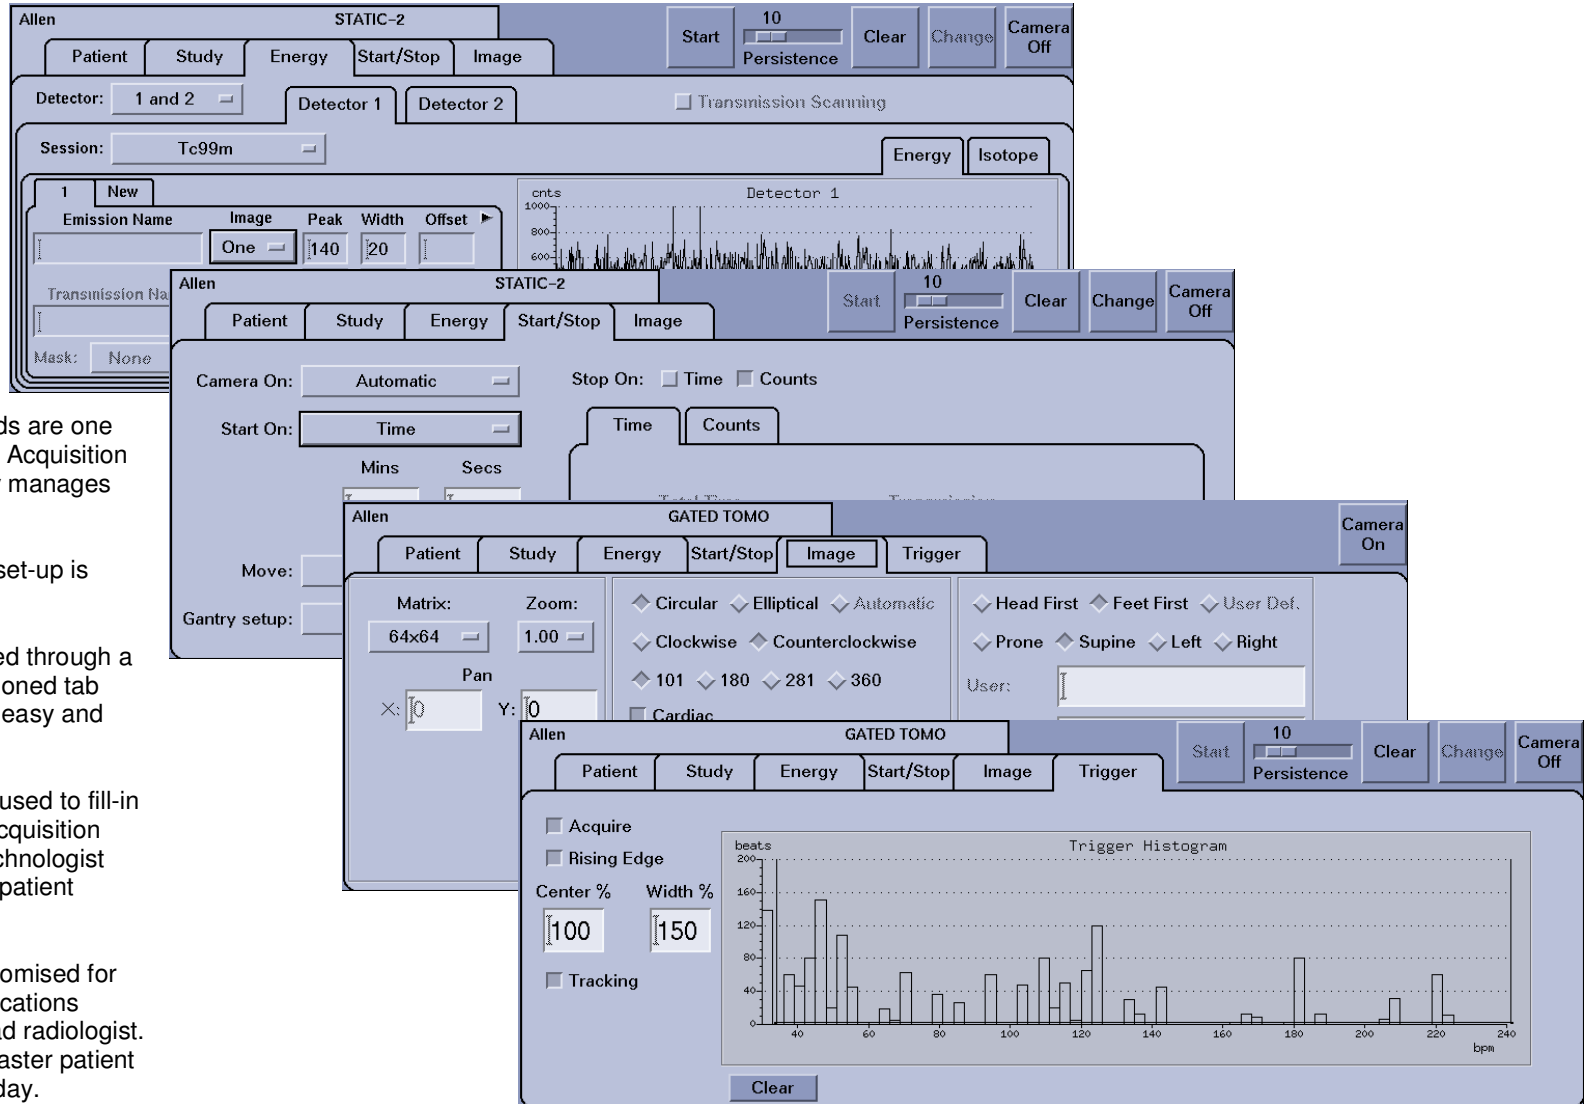 Allen STATIC-2
Start 10 Persistence Clear Change Camera Off
Patient Study Energy Start/Stop Image
Detector: 1 and 2 Detector 1 Detector 2 Transmission Scanning
Session: Tc99m Energy Isotope
1 New
Emission Name Image Peak Width Offset
One 140 20
Transmission Na
Mask: None
cnts Detector 1
1000
800
600
Allen STATIC-2
Start 10 Persistence Clear Change Camera Off
Patient Study Energy Start/Stop Image
Camera On: Automatic Stop On: Time Counts
Start On: Time Time Counts
Mins Secs
Move:
Gantry setup:
Allen GATED TOMO Camera On
Patient Study Energy Start/Stop Image Trigger
Matrix: Zoom: Circular Elliptical Automatic Head First Feet First User Def.
64x64 1.00 Clockwise Counterclockwise Prone Supine Left Right
Pan 101 180 281 360 User:
X: 0 Y: 0 Cardiac
Allen GATED TOMO
Start 10 Persistence Clear Change Camera Off
Patient Study Energy Start/Stop Image Trigger
Acquire
Rising Edge
Center % Width %
100 150
Tracking
beats Trigger Histogram
200
160
120
80
40
0
40 60 80 100 120 140 160 180 200 220 240
bpm
Clear
ds are one
Acquisition
manages
set-up is
ed through a
oned tab
easy and
used to fill-in
cquisition
chnologist
patient
omised for
ications
ad radiologist.
aster patient
day.